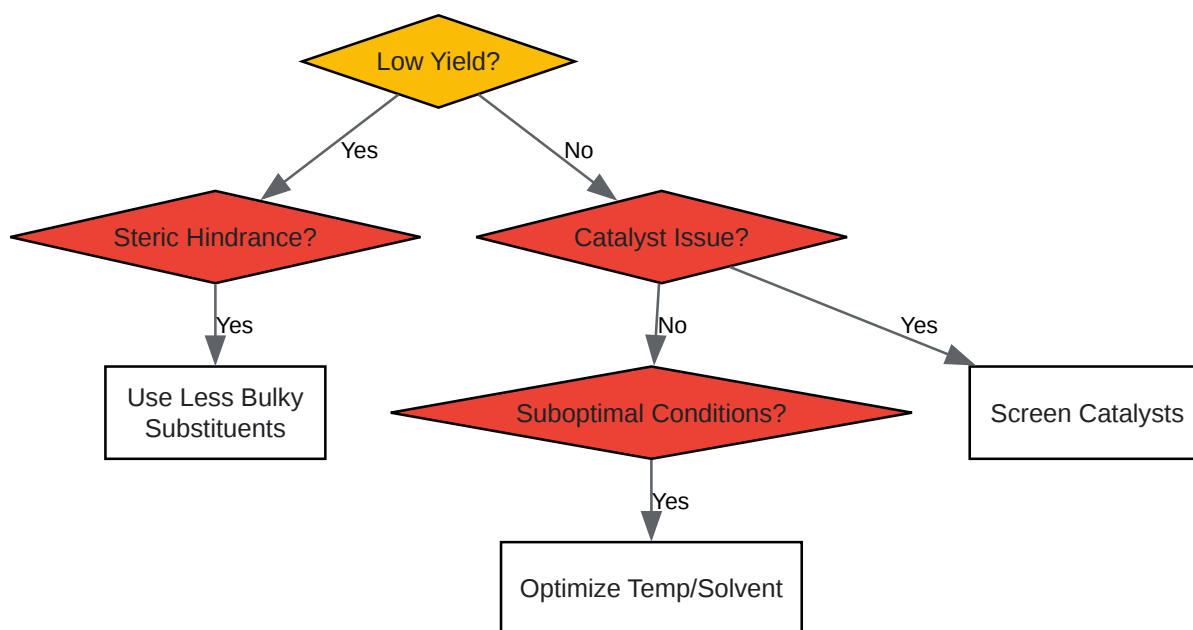 Low Yield?
Yes
No
Steric Hindrance?
Catalyst Issue?
Yes
No
Yes
Use Less Bulky
Substituents
Suboptimal Conditions?
Screen Catalysts
Yes
Optimize Temp/Solvent